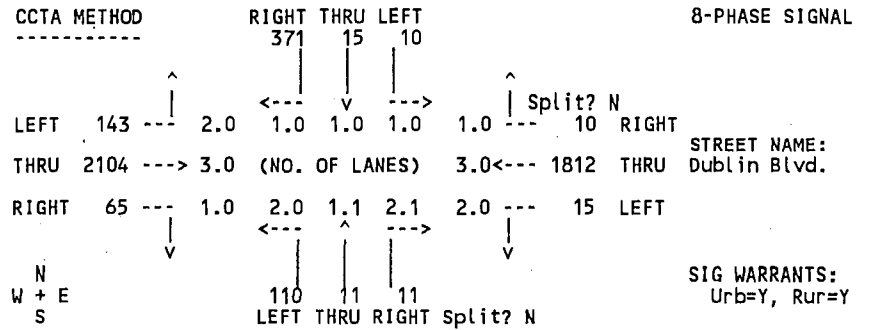 CCTA METHOD RIGHT THRU LEFT 8-PHASE SIGNAL
----------- 371 15 10
^ | | | ^
| <--- v ---> | Split? N
LEFT 143 --- 2.0 1.0 1.0 1.0 1.0 --- 10 RIGHT
STREET NAME:
THRU 2104 ---> 3.0 (NO. OF LANES) 3.0<--- 1812 THRU Dublin Blvd.
RIGHT 65 --- 1.0 2.0 1.1 2.1 2.0 --- 15 LEFT
| <--- ^ ---> |
v | | | v
N SIG WARRANTS:
W + E 110 11 11 Urb=Y, Rur=Y
S LEFT THRU RIGHT Split? N